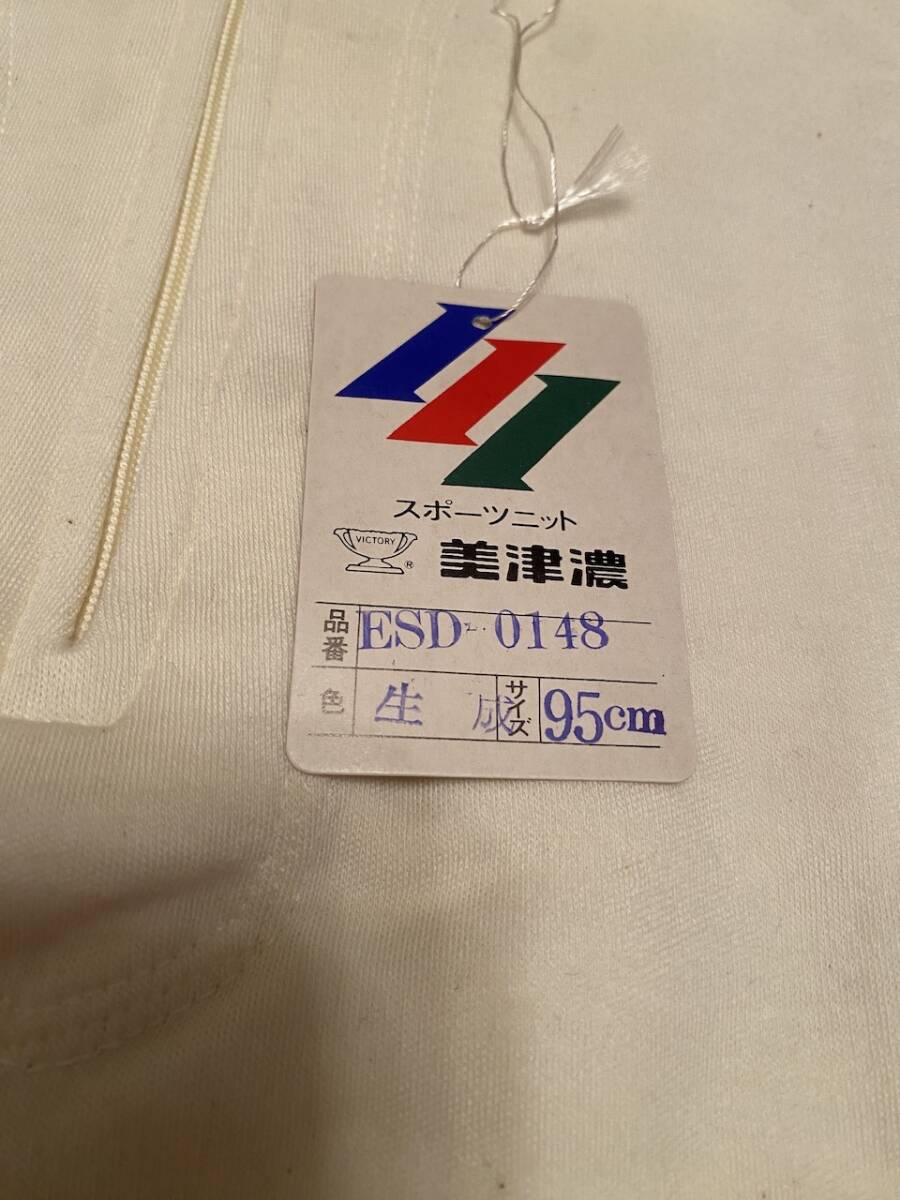 スポーツニット
VICTORY ® 美津濃
品番 ESD-0148
色 生成 サイズ 95cm